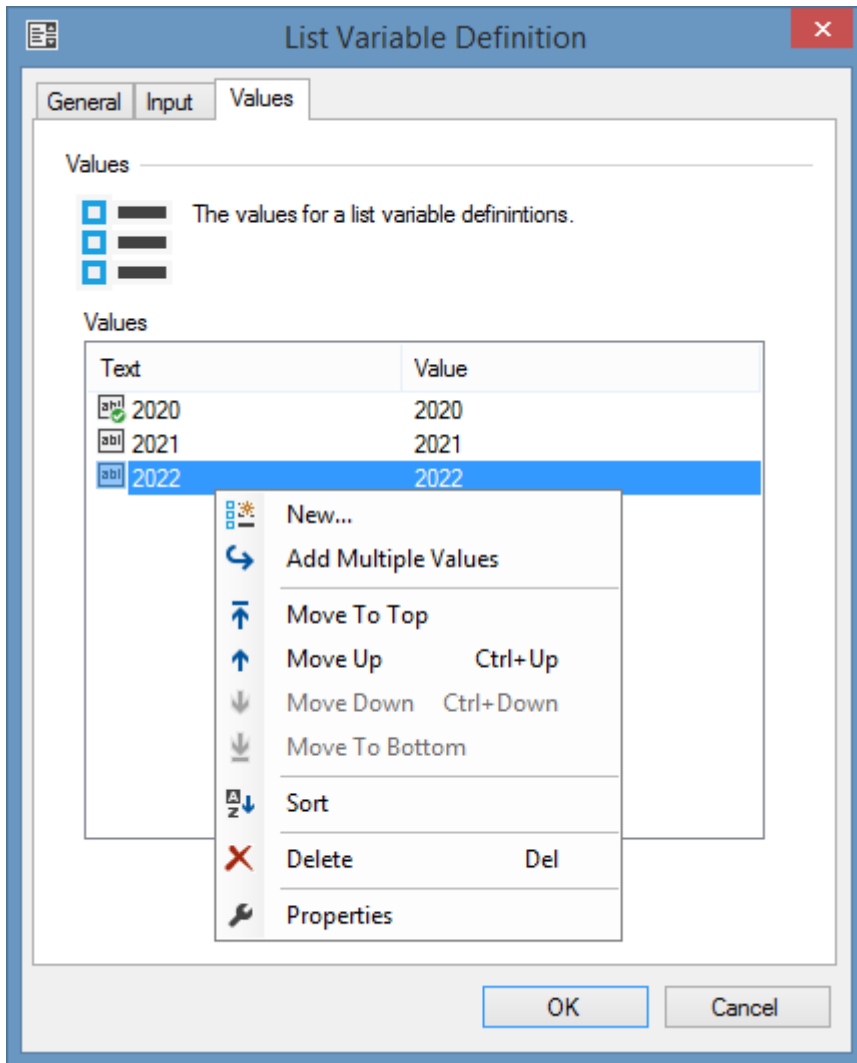 List Variable Definition
General Input Values
Values
The values for a list variable definintions.
Values
Text Value
2020 2020
2021 2021
2022 2022
New...
Add Multiple Values
Move To Top
Move Up Ctrl+Up
Move Down Ctrl+Down
Move To Bottom
Sort
Delete Del
Properties
OK Cancel